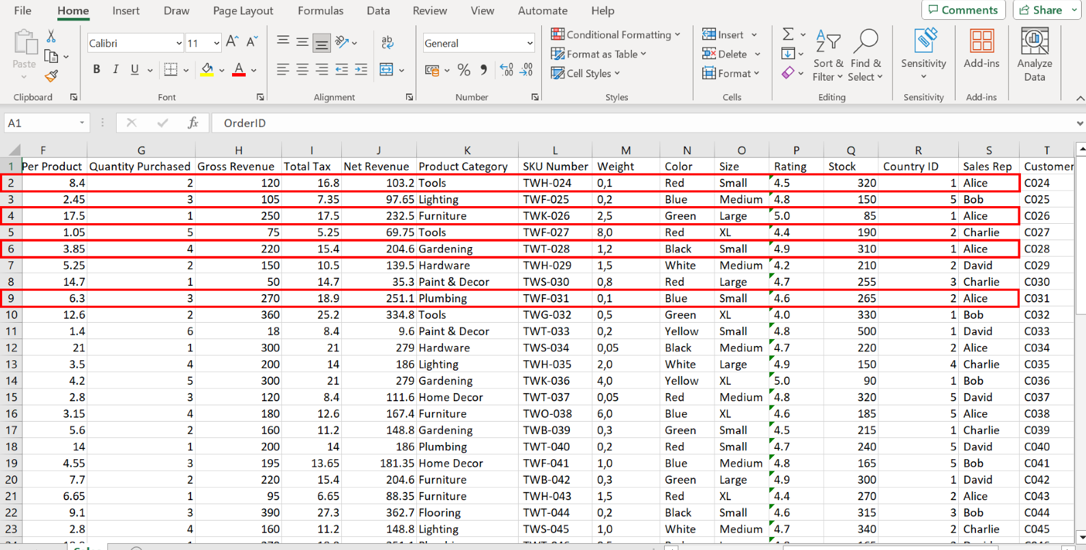 File Home Insert Draw Page Layout Formulas Data Review View Automate Help Comments Share
Paste Calibri 11 A^ A˅ General Conditional Formatting Insert Sort & Find & Sensitivity Add-ins Analyze
B I U A % 9 Format as Table Delete Filter Select Data
Cell Styles Format
Clipboard Font Alignment Number Styles Cells Editing Sensitivity Add-ins
A1 fx OrderID
F G H I J K L M N O P Q R S T
1 Per Product Quantity Purchased Gross Revenue Total Tax Net Revenue Product Category SKU Number Weight Color Size Rating Stock Country ID Sales Rep Customer
2 8.4 2 120 16.8 103.2 Tools TWH-024 0,1 Red Small 4.5 320 1 Alice C024
3 2.45 3 105 7.35 97.65 Lighting TWF-025 0,2 Blue Medium 4.8 150 5 Bob C025
4 17.5 1 250 17.5 232.5 Furniture TWK-026 2,5 Green Large 5.0 85 1 Alice C026
5 1.05 5 75 5.25 69.75 Tools TWF-027 8,0 Red XL 4.4 190 2 Charlie C027
6 3.85 4 220 15.4 204.6 Gardening TWT-028 1,2 Black Small 4.9 310 1 Alice C028
7 5.25 2 150 10.5 139.5 Hardware TWH-029 1,5 White Medium 4.2 210 2 David C029
8 14.7 1 50 14.7 35.3 Paint & Decor TWS-030 0,8 Red Large 4.7 255 3 Charlie C030
9 6.3 3 270 18.9 251.1 Plumbing TWF-031 0,1 Blue Small 4.6 265 2 Alice C031
10 12.6 2 360 25.2 334.8 Tools TWG-032 0,5 Green XL 4.0 330 1 Bob C032
11 1.4 6 18 8.4 9.6 Paint & Decor TWT-033 0,2 Yellow Small 4.8 500 1 David C033
12 21 1 300 21 279 Hardware TWS-034 0,05 Black Medium 4.7 220 2 Alice C034
13 3.5 4 200 14 186 Lighting TWH-035 2,0 White Large 4.9 150 4 Charlie C035
14 4.2 5 300 21 279 Gardening TWK-036 4,0 Yellow XL 5.0 90 1 Bob C036
15 2.8 3 120 8.4 111.6 Home Decor TWT-037 0,05 Red Medium 4.8 320 5 David C037
16 3.15 4 180 12.6 167.4 Furniture TWO-038 6,0 Blue XL 4.6 185 5 Alice C038
17 5.6 2 160 11.2 148.8 Gardening TWB-039 0,3 Green Small 4.5 215 1 Charlie C039
18 14 1 200 14 186 Plumbing TWT-040 0,2 Red Small 4.7 240 5 David C040
19 4.55 3 195 13.65 181.35 Home Decor TWF-041 1,0 Blue Medium 4.8 165 5 Bob C041
20 7.7 2 220 15.4 204.6 Furniture TWB-042 0,3 Green Large 4.9 300 1 David C042
21 6.65 1 95 6.65 88.35 Furniture TWH-043 1,5 Red XL 4.4 270 2 Alice C043
22 9.1 3 390 27.3 362.7 Flooring TWT-044 0,2 Black Small 4.6 315 3 Bob C044
23 2.8 4 160 11.2 148.8 Lighting TWS-045 1,0 White Medium 4.7 340 2 Charlie C045